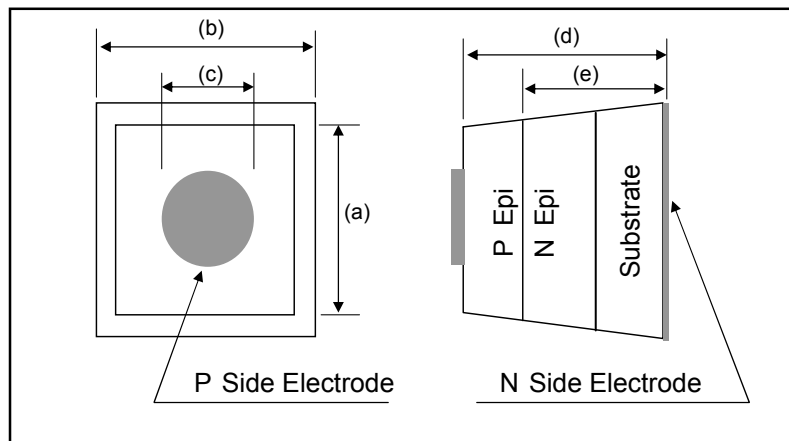 (b)
(c)
(a)
P Side Electrode
(d)
(e)
P Epi
N Epi
Substrate
N Side Electrode